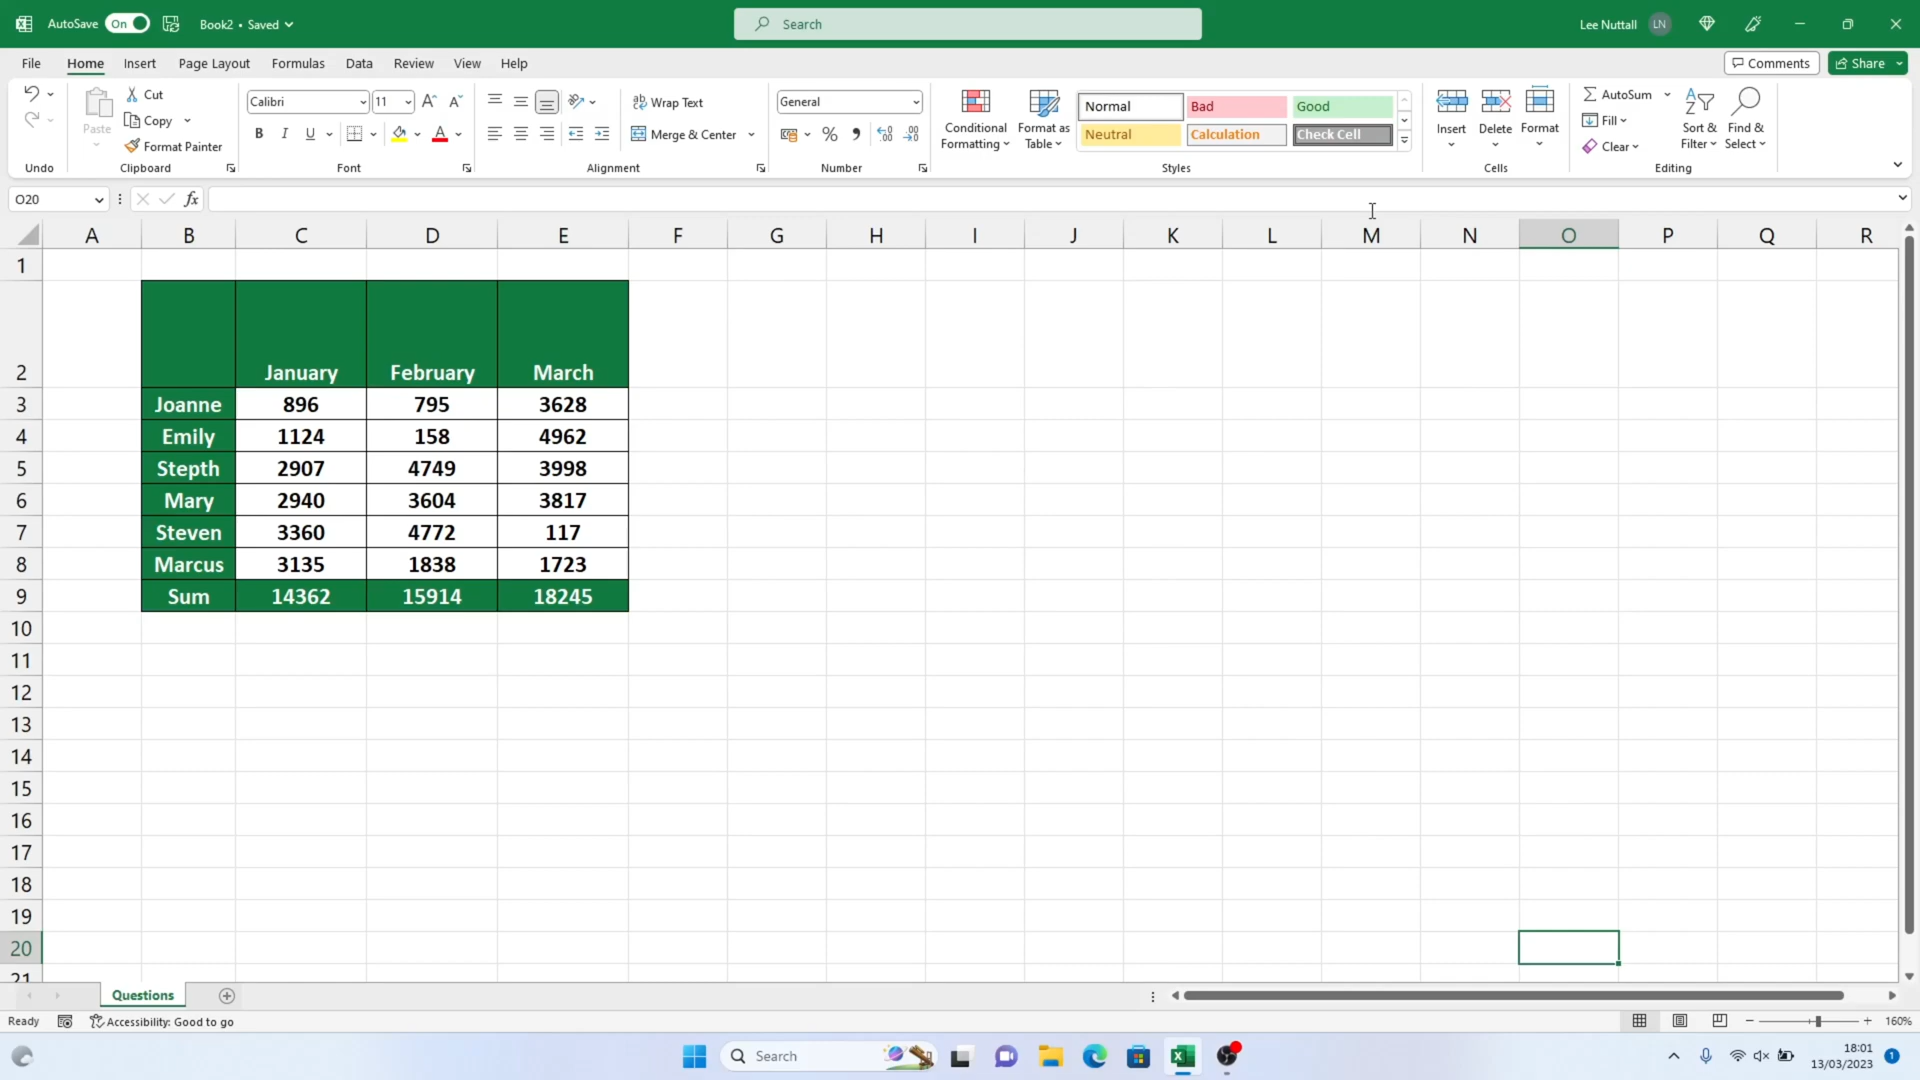 AutoSave On Book2 • Saved Search Lee Nuttall LN
File Home Insert Page Layout Formulas Data Review View Help Comments Share
Paste Cut Copy Format Painter
Calibri 11 B I U A
Wrap Text Merge & Center
General % 9
Conditional Formatting Format as Table
Normal Bad Good
Neutral Calculation Check Cell
Insert Delete Format
AutoSum Fill Clear Sort & Filter Find & Select
Undo Clipboard Font Alignment Number Styles Cells Editing
O20 fx
A B C D E F G H I J K L M N O P Q R
1
2 January February March
3 Joanne 896 795 3628
4 Emily 1124 158 4962
5 Stepth 2907 4749 3998
6 Mary 2940 3604 3817
7 Steven 3360 4772 117
8 Marcus 3135 1838 1723
9 Sum 14362 15914 18245
10
11
12
13
14
15
16
17
18
19
20
21
Questions
Ready Accessibility: Good to go 160%
Search 18:01 1
13/03/2023